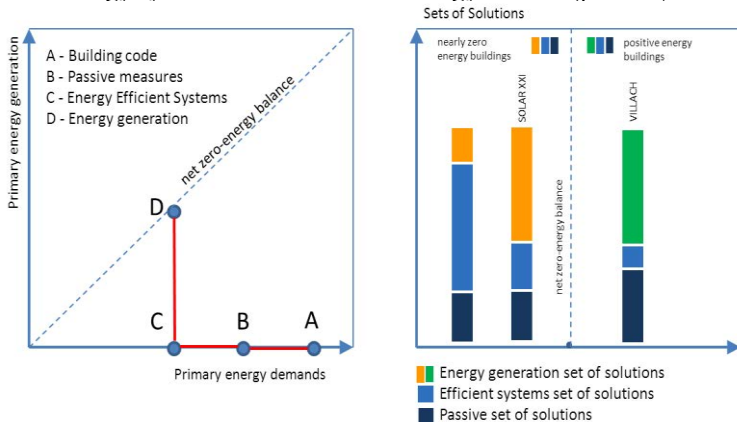 Sets of Solutions
Primary energy generation
A - Building code
B - Passive measures
C - Energy Efficient Systems
D - Energy generation
net zero-energy balance
D
C
B
A
Primary energy demands
nearly zero
energy buildings
positive energy
buildings
SOLAR XXI
VILLACH
net zero-energy balance
Energy generation set of solutions
Efficient systems set of solutions
Passive set of solutions